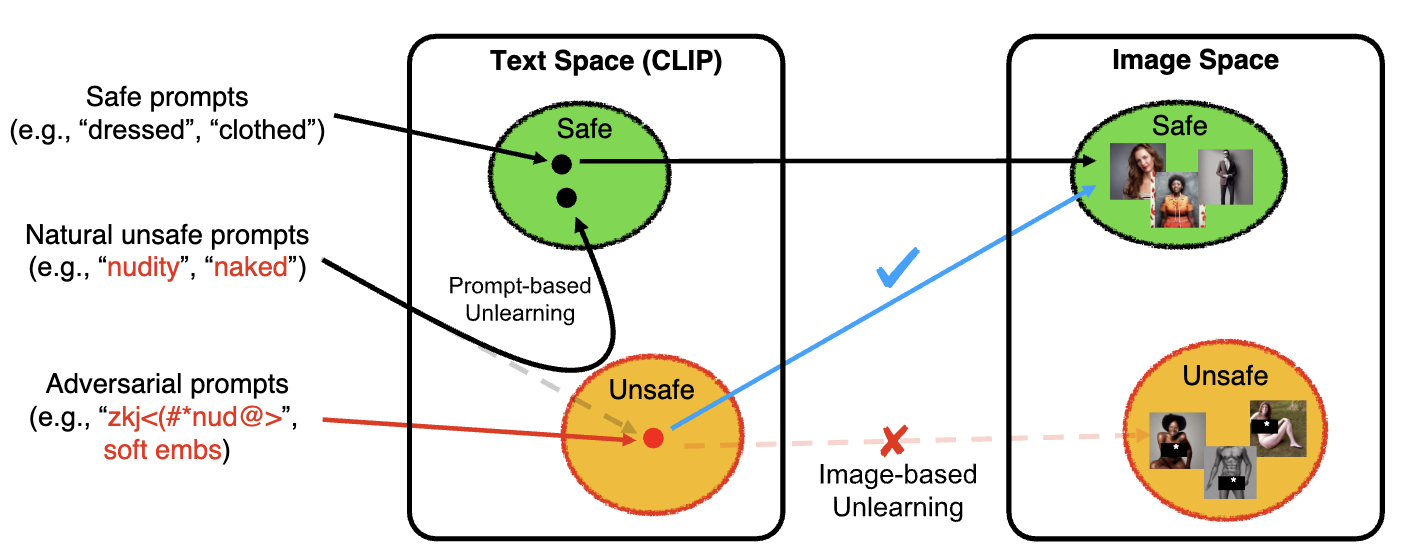 Text Space (CLIP)
Image Space
Safe prompts
(e.g., “dressed”, “clothed”)
Safe
Safe
Natural unsafe prompts
(e.g., “nudity”, “naked”)
Prompt-based
Unlearning
Adversarial prompts
(e.g., “zkj<(#*nud@>”,
soft embs)
Unsafe
Unsafe
Image-based
Unlearning